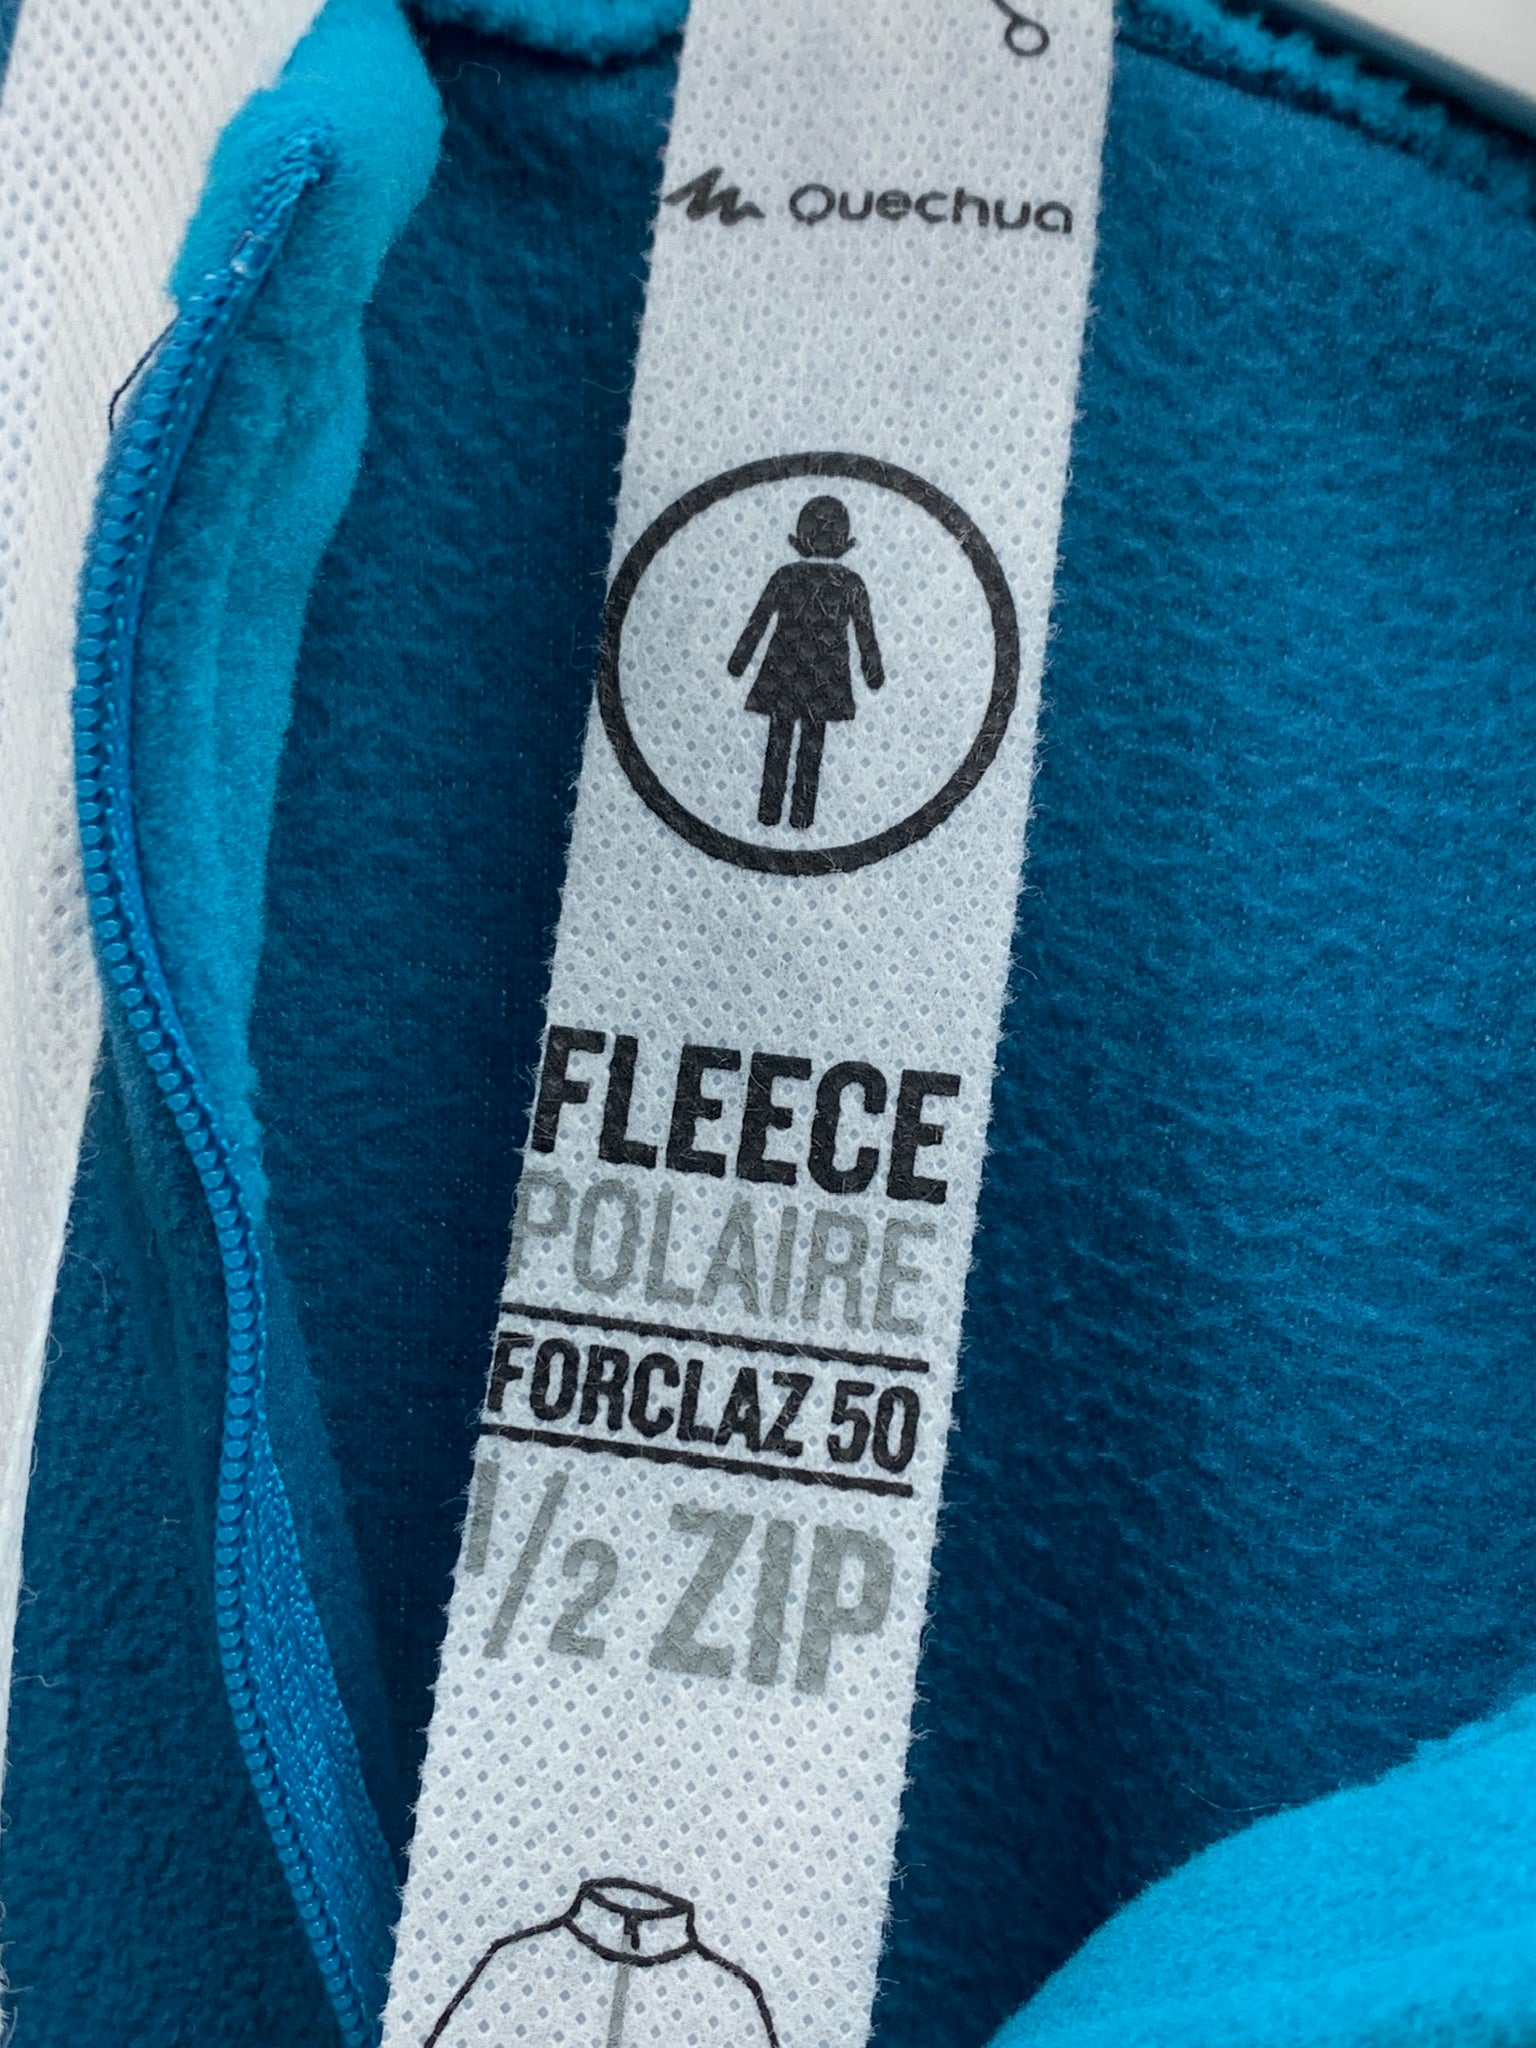 Quechua
FLEECE
POLAIRE
FORCLAZ 50
1/2 ZIP